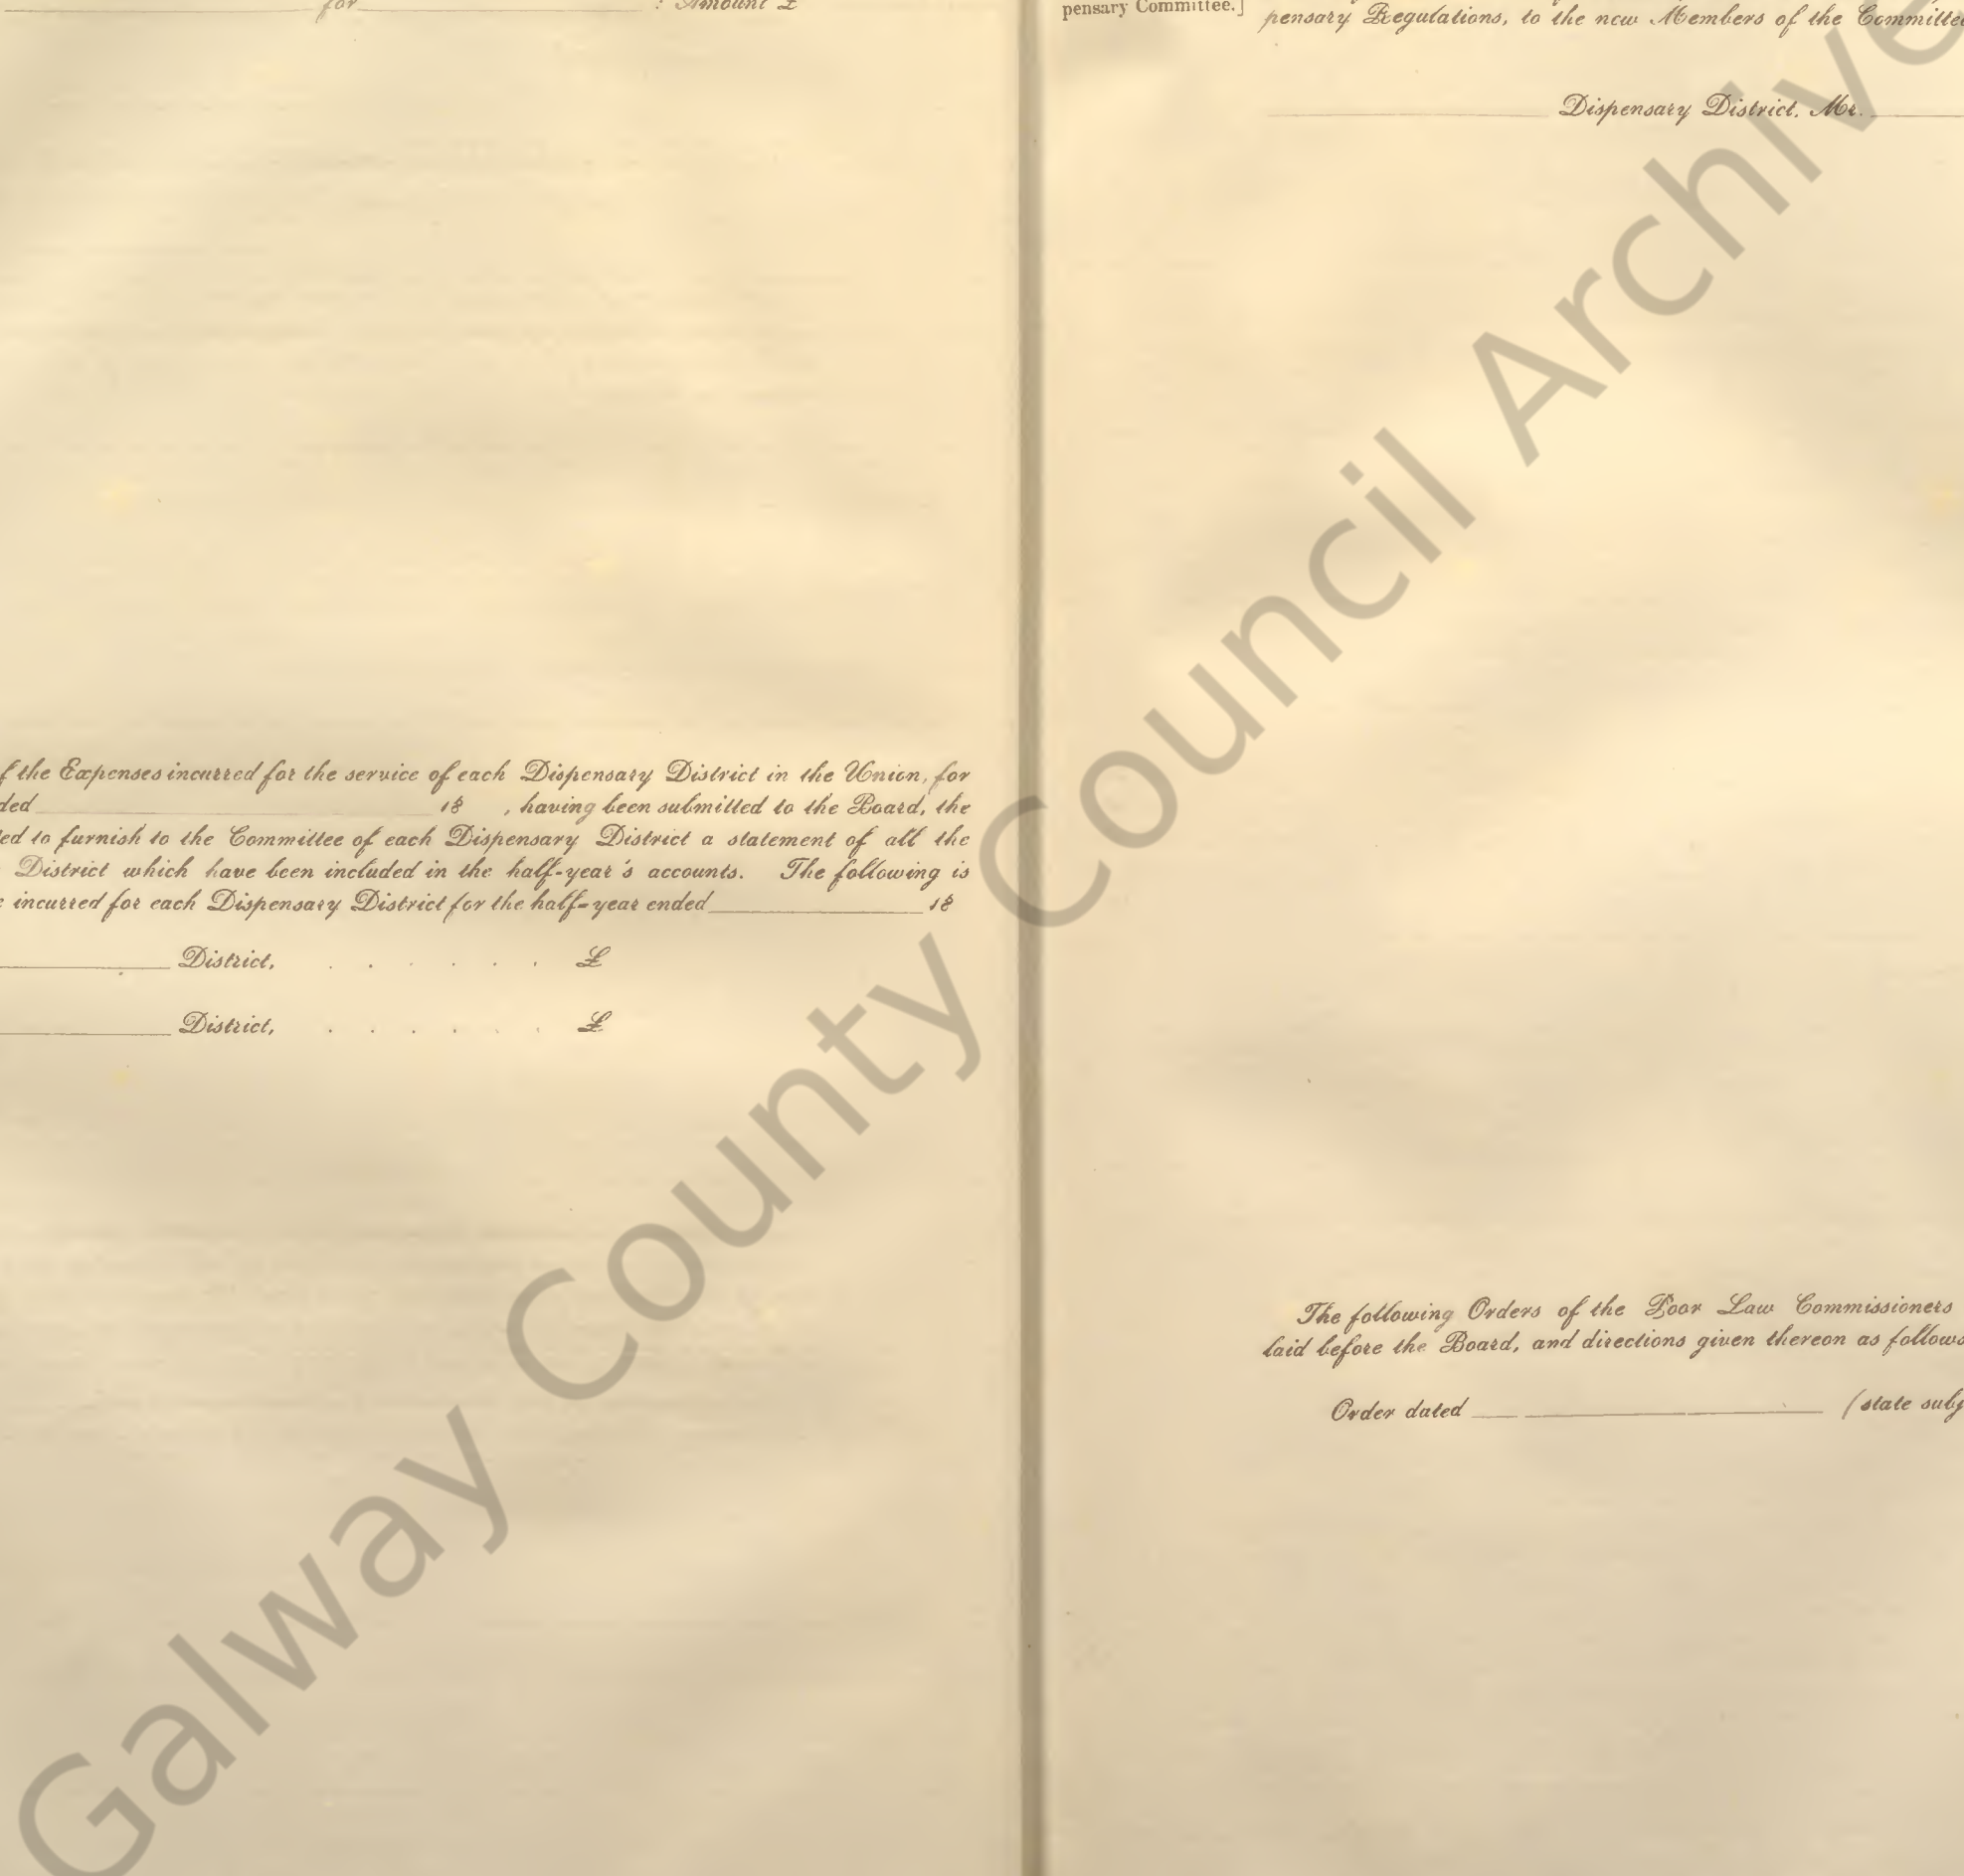 for : Amount £
f the Expenses incurred for the service of each Dispensary District in the Union, for
ded 18 , having been submitted to the Board, the
ed to furnish to the Committee of each Dispensary District a statement of all the
District which have been included in the half-year's accounts. The following is
incurred for each Dispensary District for the half-year ended 18
District, . . . . . . £
District, . . . . . . £
pensary Committee.]
pensary Regulations, to the new Members of the Committee
Dispensary District, Mr.
The following Orders of the Poor Law Commissioners
laid before the Board, and directions given thereon as follows
Order dated (state subj
Galway County Council Archive